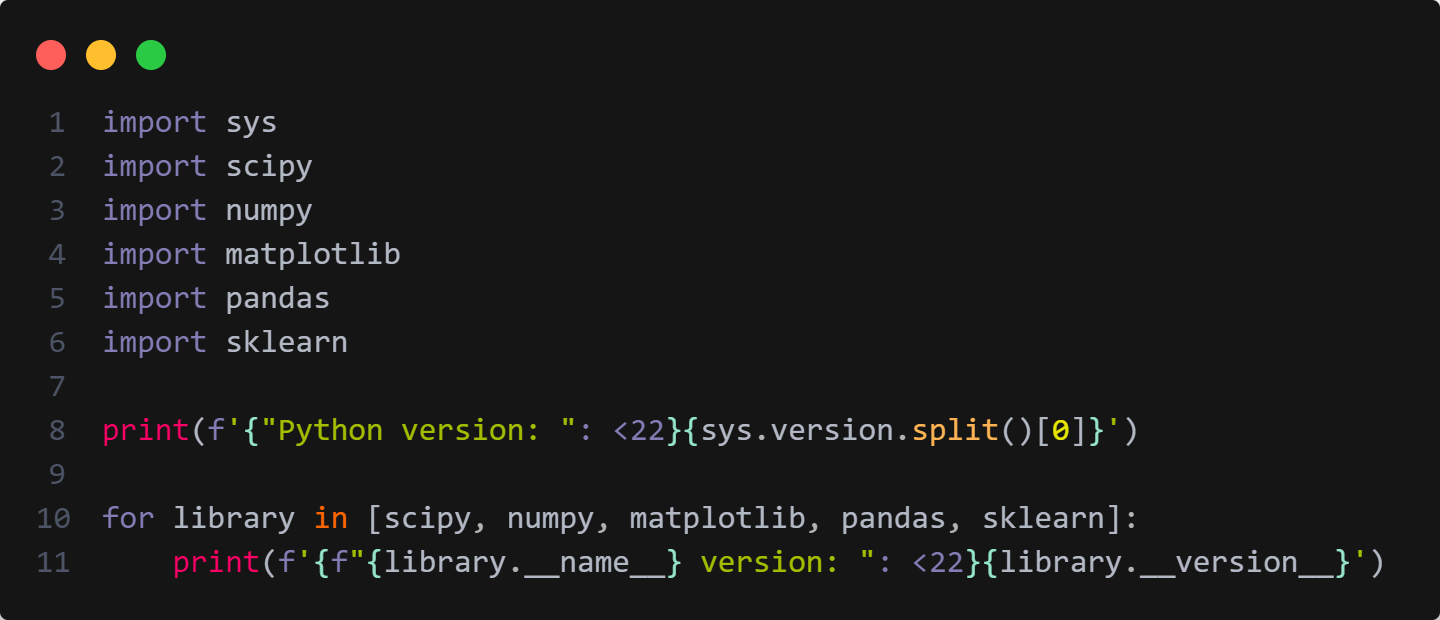 1 import sys
2 import scipy
3 import numpy
4 import matplotlib
5 import pandas
6 import sklearn
7
8 print(f'{"Python version: ": <22}{sys.version.split()[0]}')
9
10 for library in [scipy, numpy, matplotlib, pandas, sklearn]:
11     print(f'{f"{library.__name__} version: ": <22}{library.__version__}')